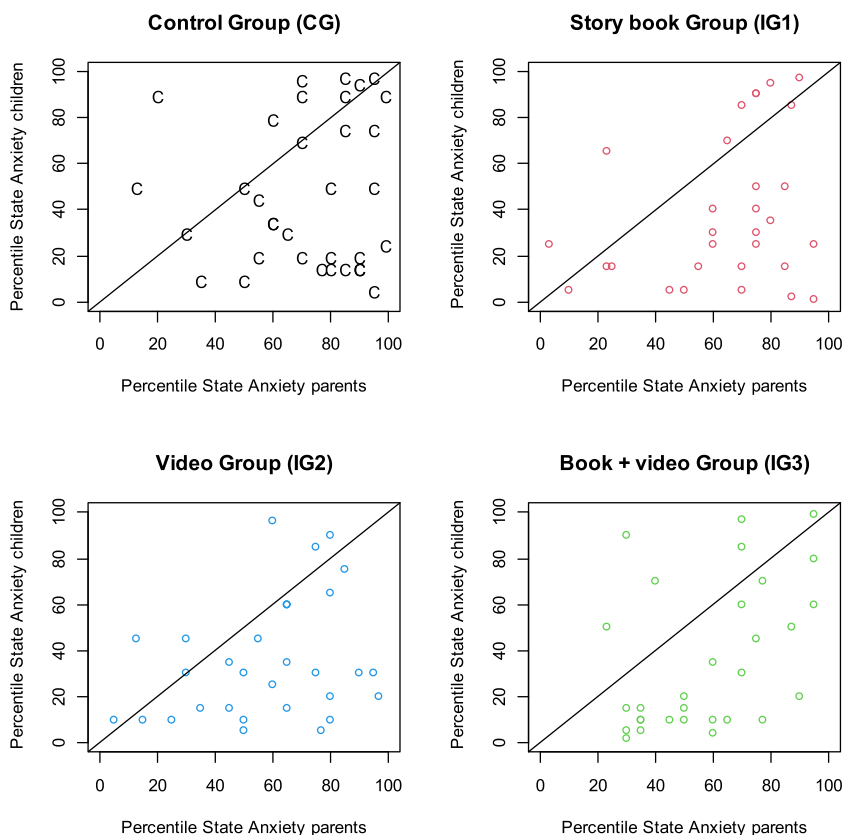 Control Group (CG)
Percentile State Anxiety children
100
80
60
40
20
0
C C C C C C C C C C C C C C C C C C C C C C C C C C C C C C C C C C C C
0 20 40 60 80 100
Percentile State Anxiety parents
Story book Group (IG1)
Percentile State Anxiety children
100
80
60
40
20
0
0 20 40 60 80 100
Percentile State Anxiety parents
Video Group (IG2)
Percentile State Anxiety children
100
80
60
40
20
0
0 20 40 60 80 100
Percentile State Anxiety parents
Book + video Group (IG3)
Percentile State Anxiety children
100
80
60
40
20
0
0 20 40 60 80 100
Percentile State Anxiety parents